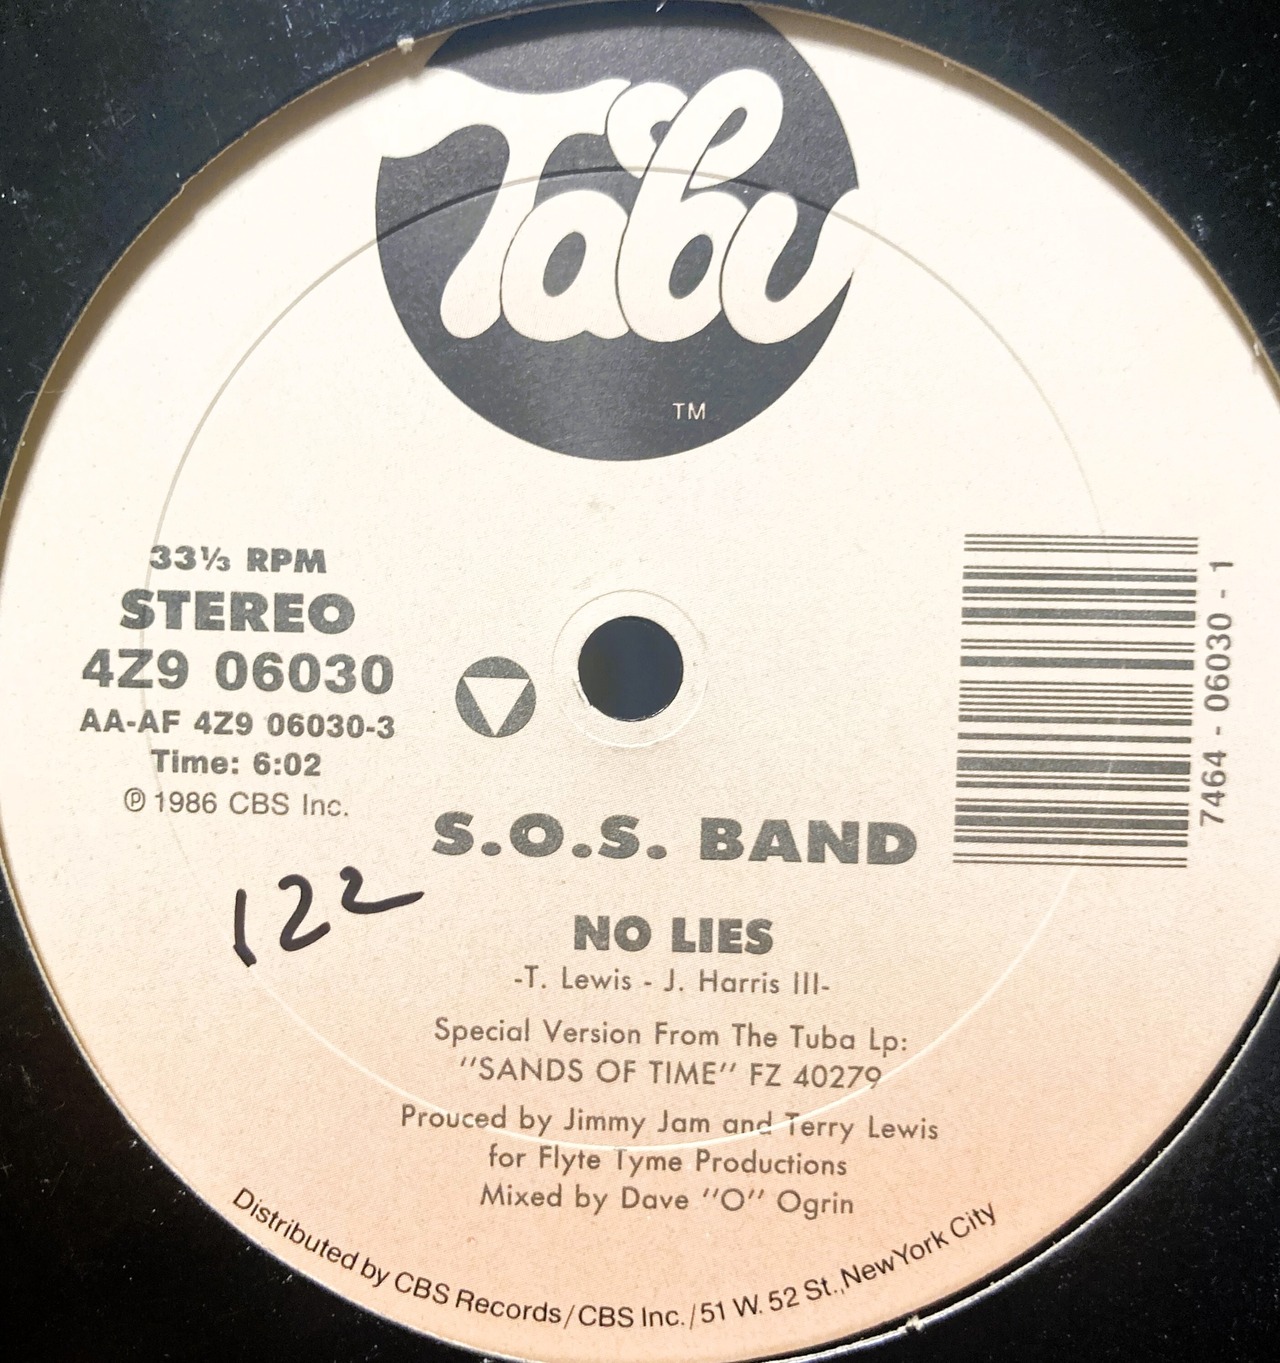 Tabu
TM
33⅓ RPM
STEREO
4Z9 06030
AA-AF 4Z9 06030-3
Time: 6:02
℗ 1986 CBS Inc.
7464 - 06030 - 1
S.O.S. BAND
122
NO LIES
-T. Lewis - J. Harris III-
Special Version From The Tuba Lp:
"SANDS OF TIME" FZ 40279
Prouced by Jimmy Jam and Terry Lewis
for Flyte Tyme Productions
Mixed by Dave "O" Ogrin
Distributed by CBS Records/CBS Inc./51 W. 52 St., New York City